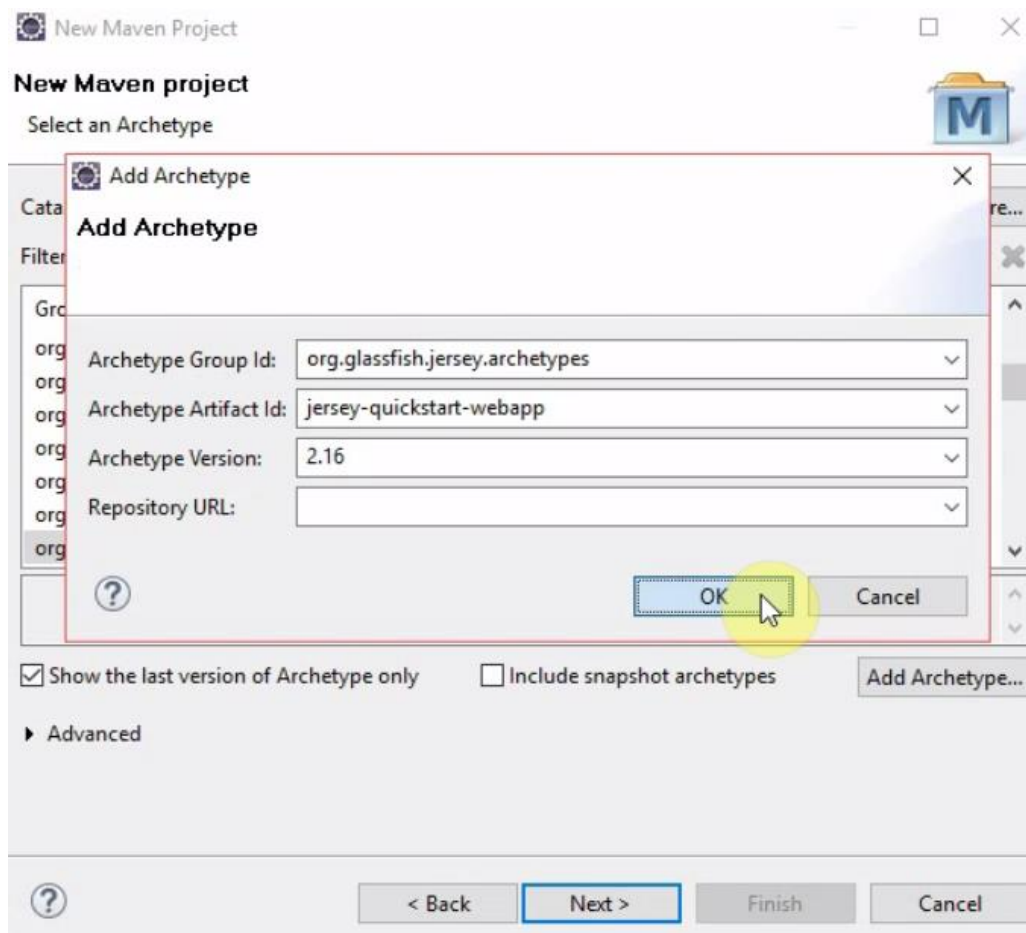 New Maven Project
New Maven project
Select an Archetype
M
Add Archetype
Cata
re...
Add Archetype
Filter
Gro
org
Archetype Group Id: org.glassfish.jersey.archetypes
org
Archetype Artifact Id: jersey-quickstart-webapp
org
org
Archetype Version: 2.16
org
org
Repository URL:
org
? OK Cancel
Show the last version of Archetype only Include snapshot archetypes Add Archetype...
Advanced
? < Back Next > Finish Cancel